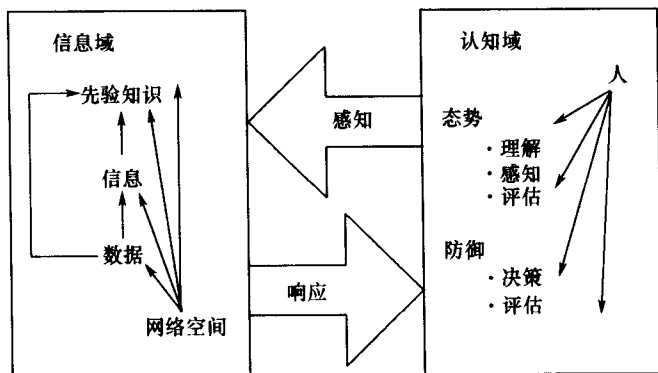 信息域
先验知识
信息
数据
网络空间
感知
响应
认知域
人
态势
·理解
·感知
·评估
防御
·决策
·评估